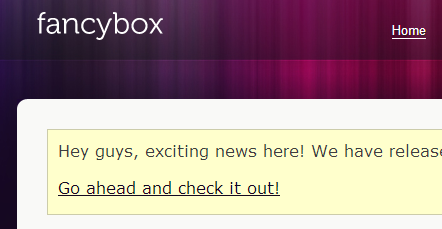 fancybox
Home
Hey guys, exciting news here! We have release
Go ahead and check it out!